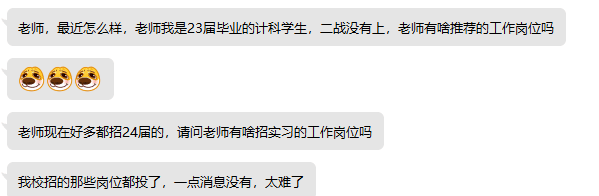 老师，最近怎么样，老师我是23届毕业的计科学生，二战没有上，老师有啥推荐的工作岗位吗
老师现在好多都招24届的，请问老师有啥招实习的工作岗位吗
我校招的那些岗位都投了，一点消息没有，太难了